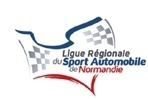 Ligue Régionale
du Sport Automobile
de Normandie